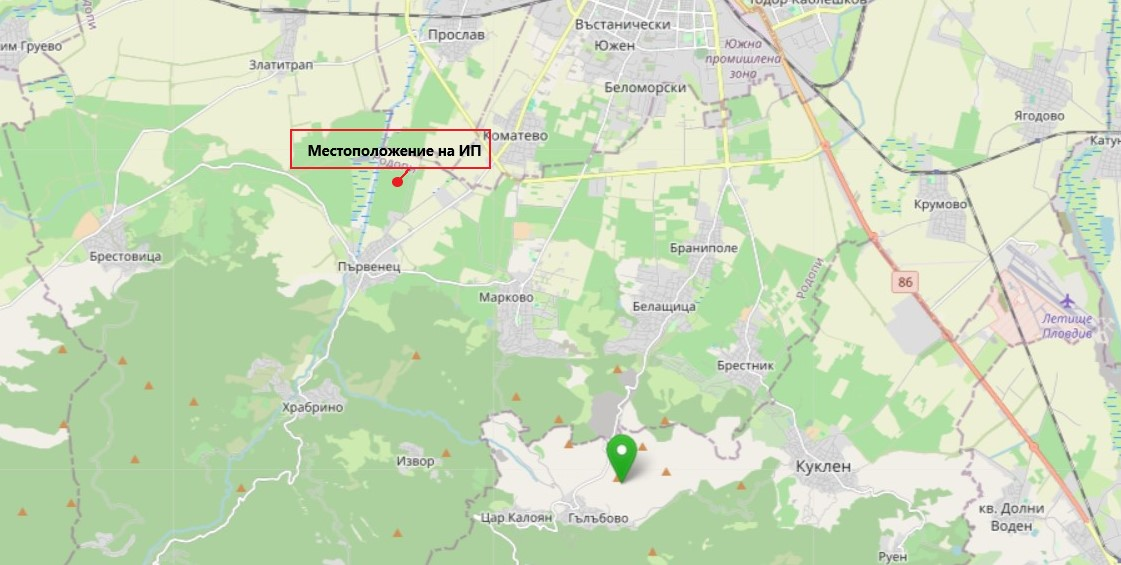 Тодор Каблешков
Въстанически
Прослав
Южен
им Груево
Златитрап
Южна
промишлена
зона
Беломорски
Ягодово
Коматево
Катун
Местоположение на ИП
Крумово
Браниполе
Брестовица
Първенец
Родопи
86
Марково
Белащица
Летище
Пловдив
Брестник
Храбрино
Извор
Куклен
Цар Калоян
Гълъбово
кв. Долни
Воден
Руен